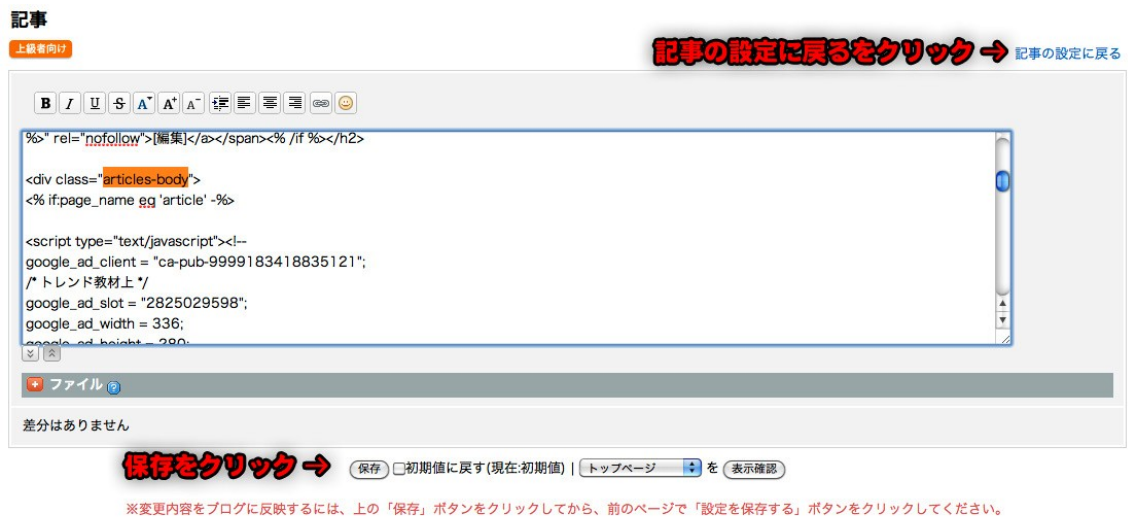 記事
上級者向け
記事の設定に戻るをクリック → 記事の設定に戻る
B I U S A A+ A-
%>" rel="nofollow">[編集]</a></span><% /if %></h2>
<div class="articles-body">
<% if:page_name eq 'article' -%>
<script type="text/javascript"><!--
google_ad_client = "ca-pub-9999183418835121";
/* トレンド教材上 */
google_ad_slot = "2825029598";
google_ad_width = 336;
google_ad_height = 280;
ファイル ?
差分はありません
保存をクリック → 保存 初期値に戻す(現在:初期値) | トップページ を 表示確認
※変更内容をブログに反映するには、上の「保存」ボタンをクリックしてから、前のページで「設定を保存する」ボタンをクリックしてください。